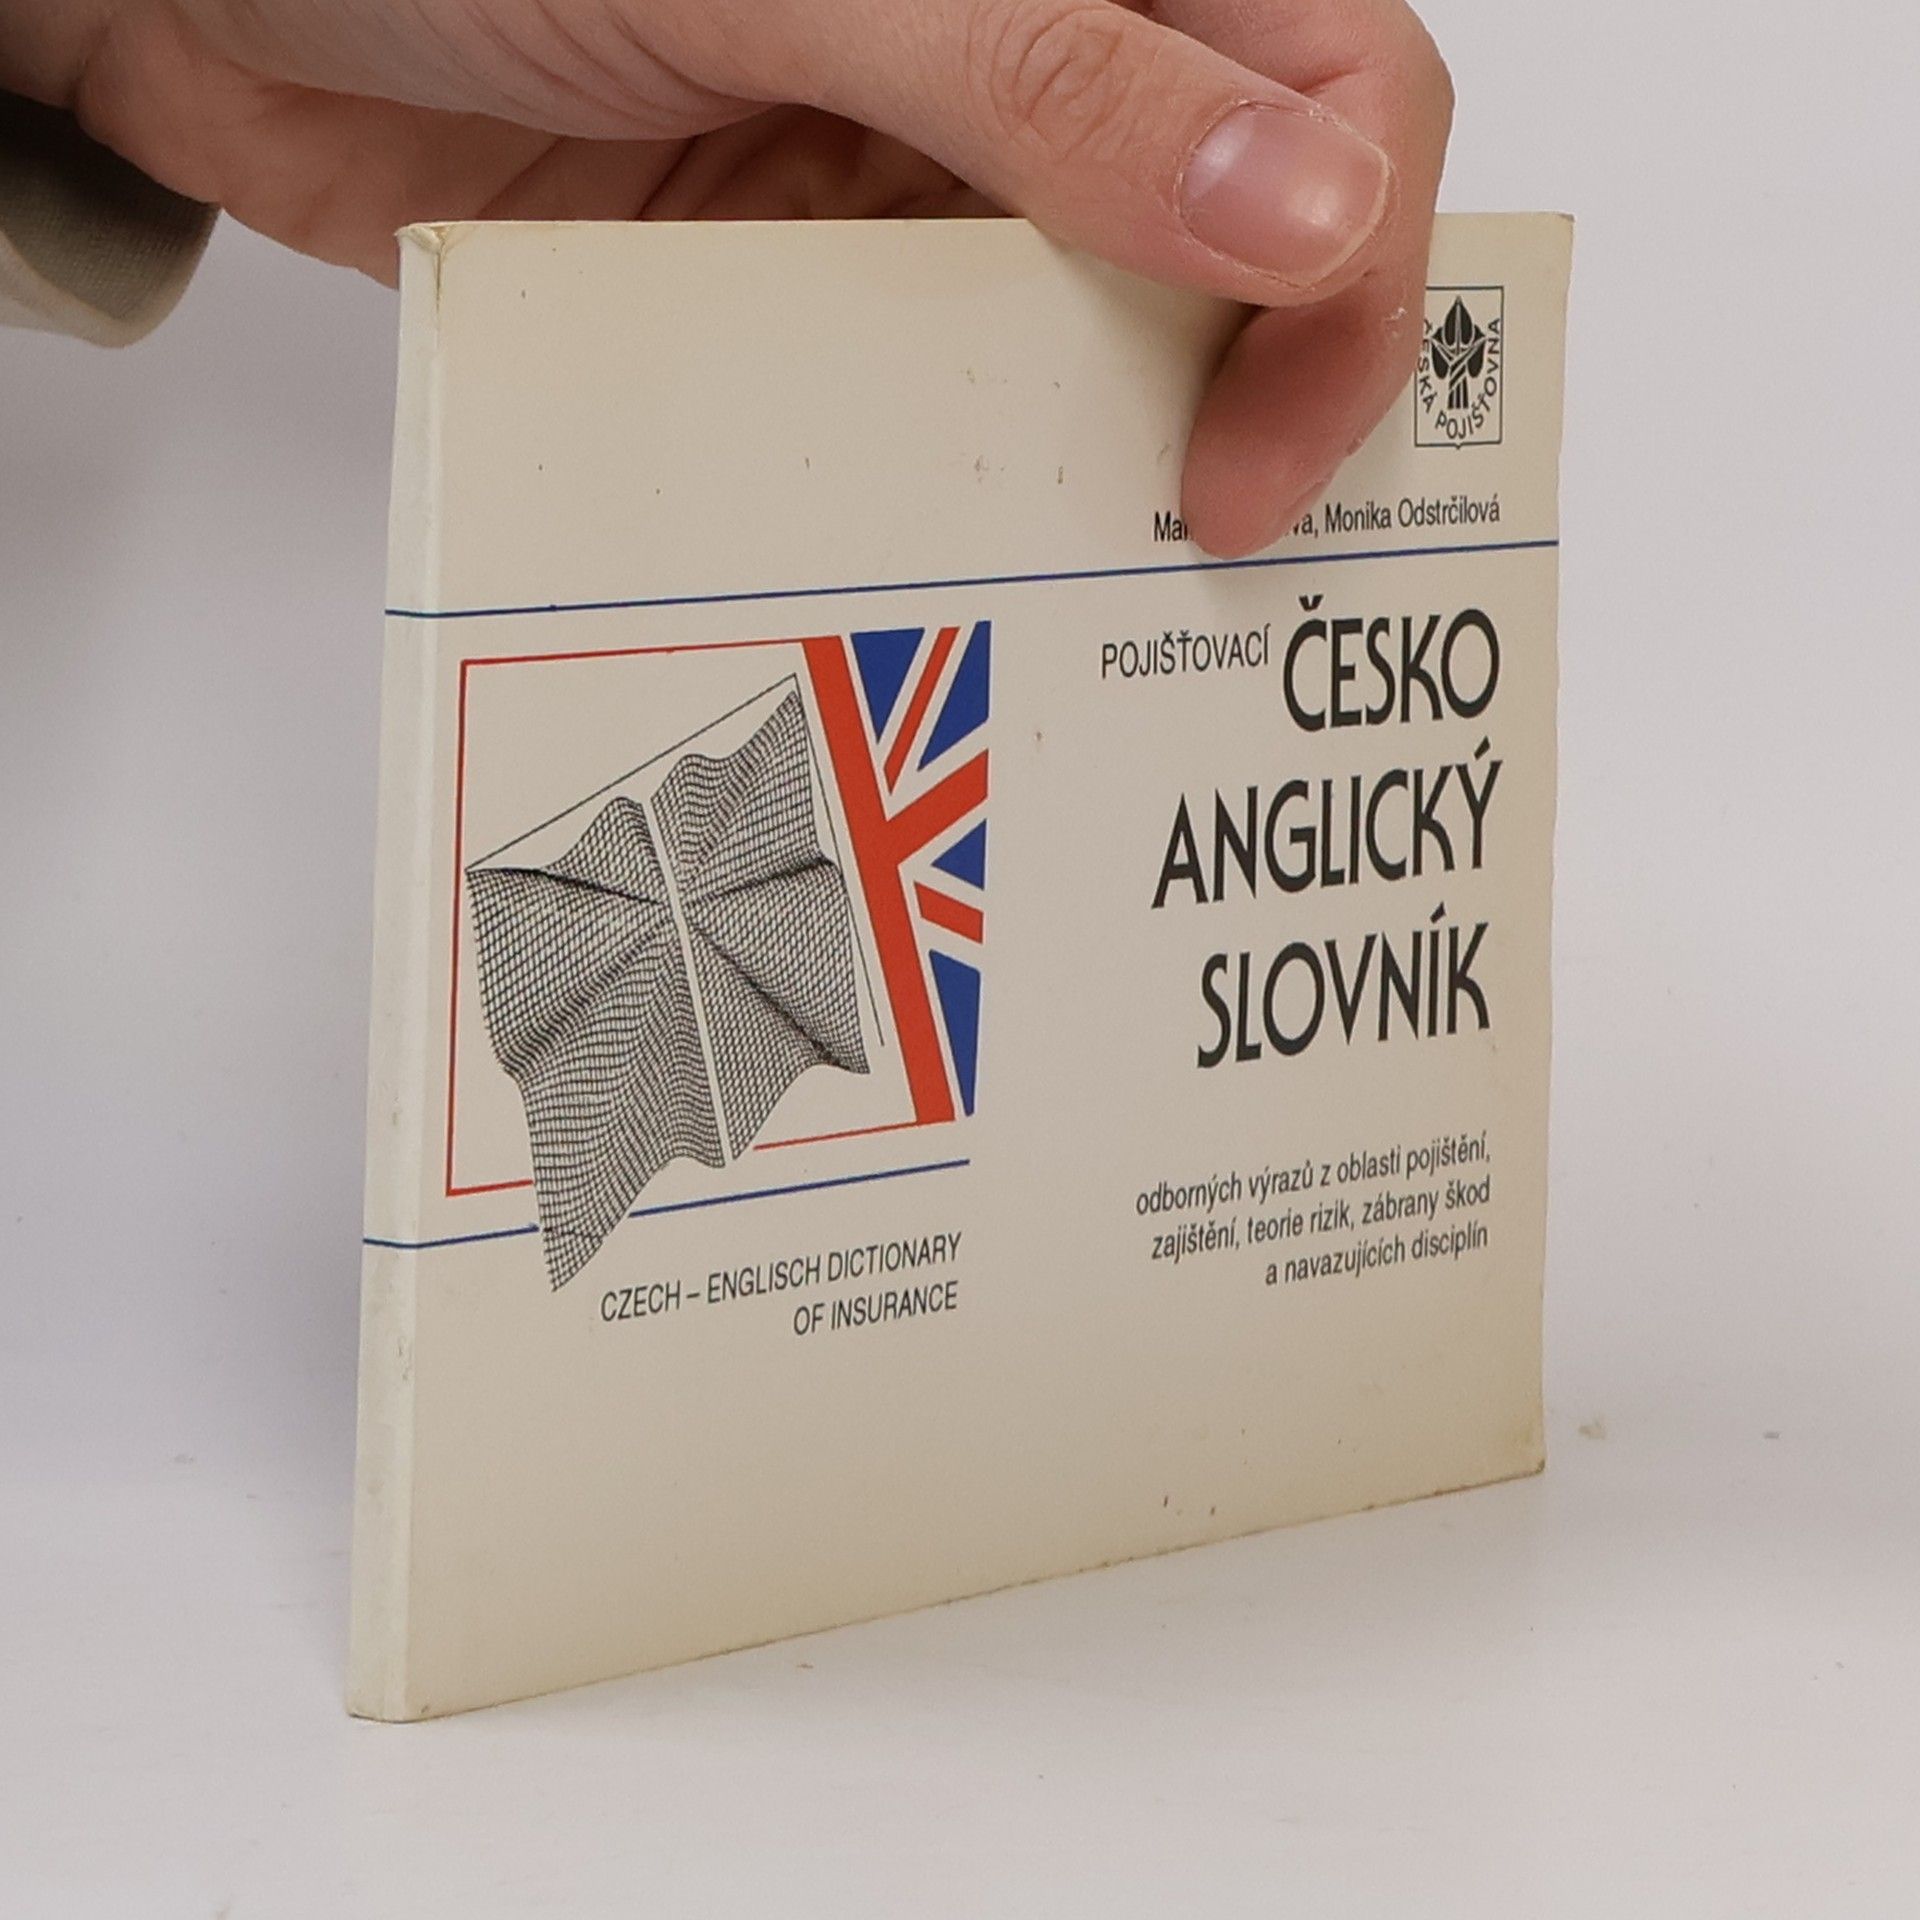 ČESKÁ POJIŠŤOVNA
Monika Odstrčilová
POJIŠŤOVACÍ ČESKO
ANGLICKÝ
SLOVNÍK
odborných výrazů z oblasti pojištění,
zajištění, teorie rizik, zábrany škod
a navazujících disciplín
CZECH – ENGLISCH DICTIONARY
OF INSURANCE